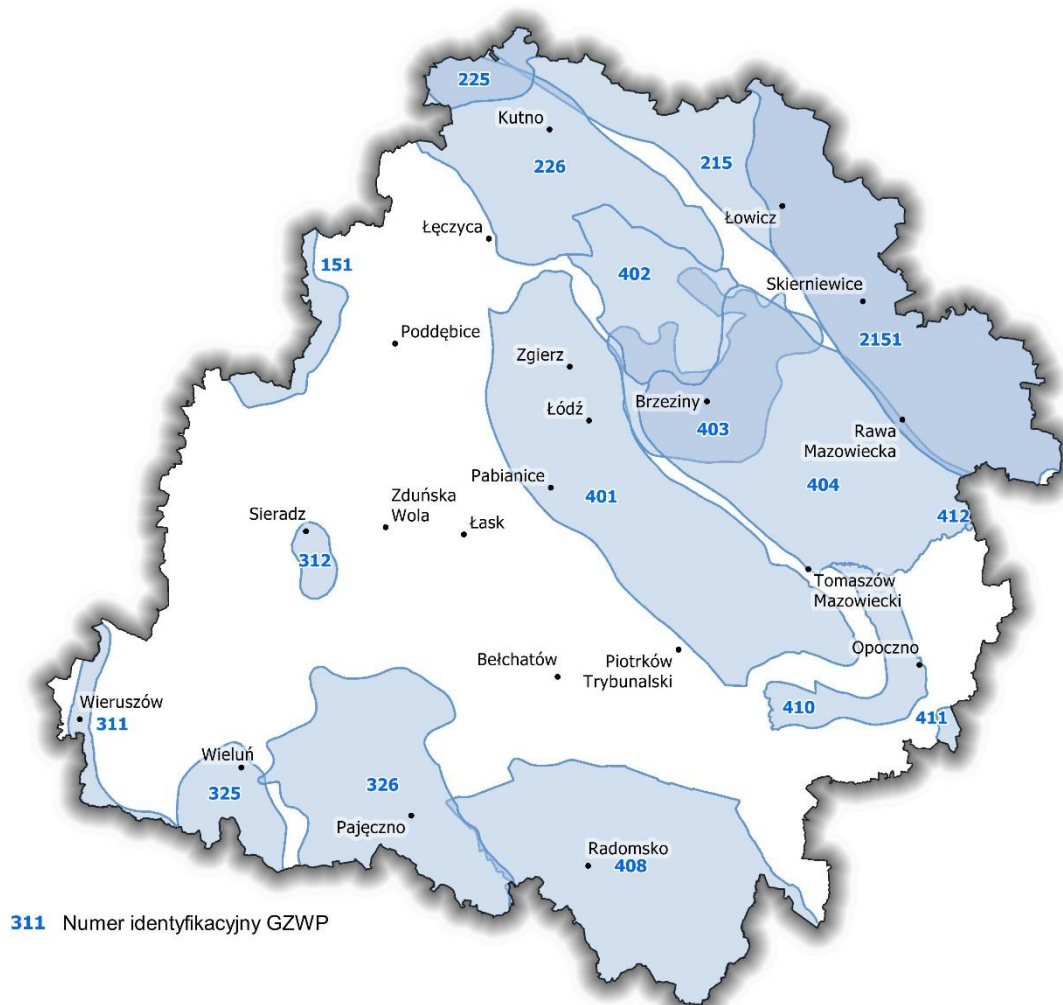 225
Kutno
226
215
Łowicz
Łęczyca
151
402
Skierniewice
2151
Poddębice
Zgierz
Brzeziny
Łódź
403
Rawa
Mazowiecka
404
Pabianice
401
Zduńska
Wola
Sieradz
Łask
412
312
Tomaszów
Mazowiecki
Opoczno
Bełchatów
Piotrków
Trybunalski
410
411
Wieruszów
311
Wieluń
325
326
Pajęczno
Radomsko
408
311 Numer identyfikacyjny GZWP